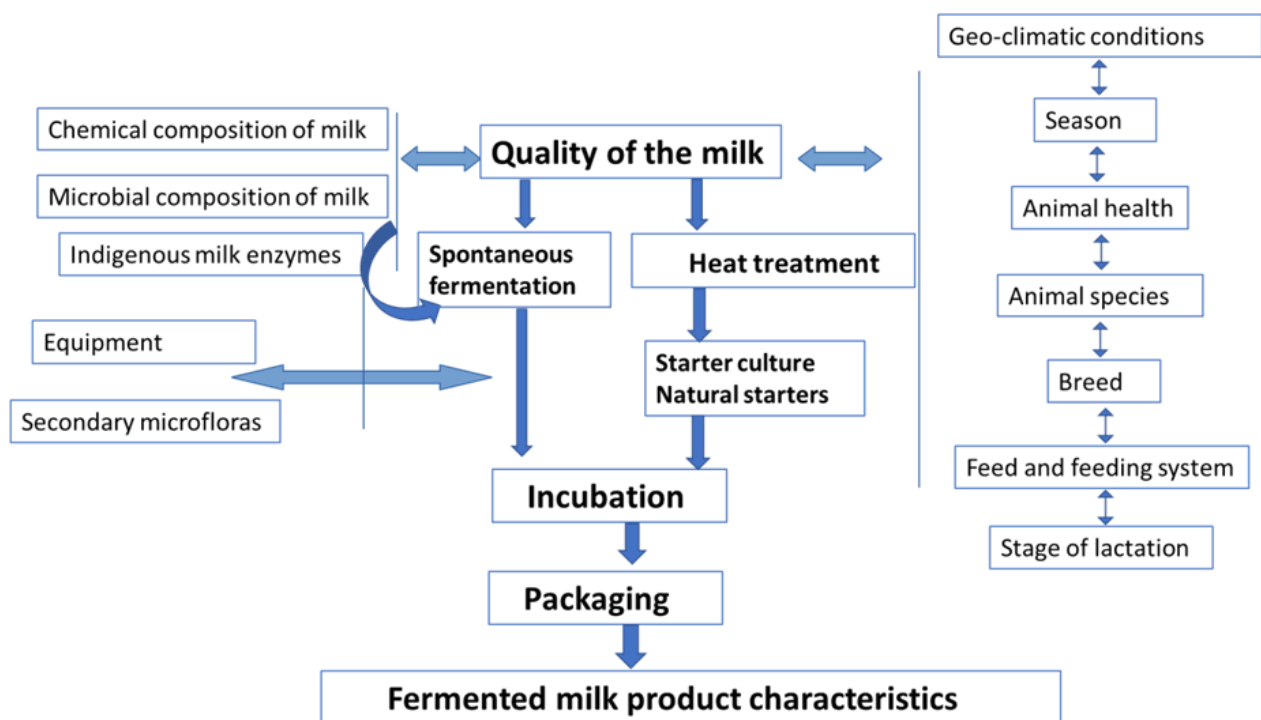 Geo-climatic conditions
Chemical composition of milk
Quality of the milk
Season
Microbial composition of milk
Animal health
Indigenous milk enzymes
Spontaneous
fermentation
Heat treatment
Animal species
Equipment
Starter culture
Natural starters
Breed
Secondary microfloras
Feed and feeding system
Incubation
Stage of lactation
Packaging
Fermented milk product characteristics